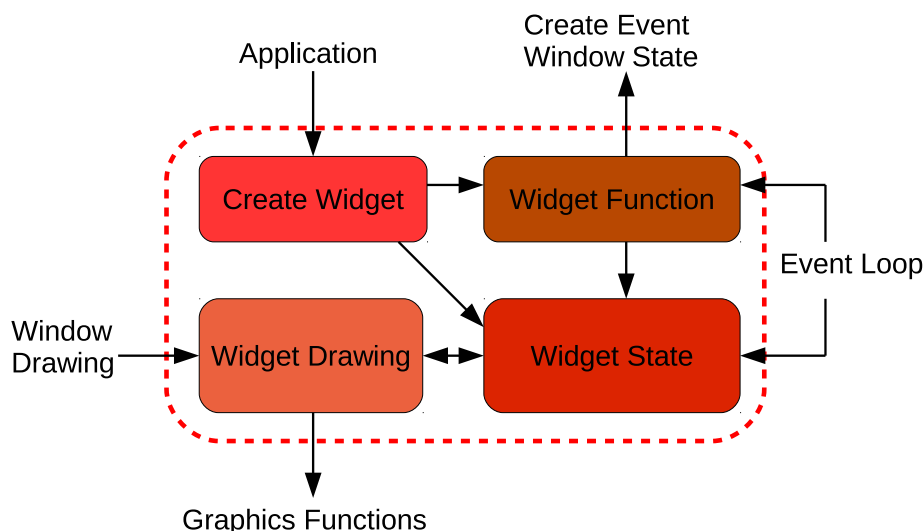 Application
Create Event
Window State
Create Widget
Widget Function
Event Loop
Window
Drawing
Widget Drawing
Widget State
Graphics Functions